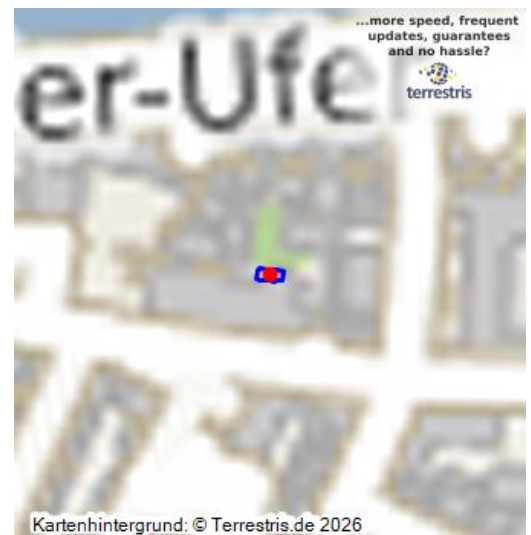 ...more speed, frequent
updates, guarantees
and no hassle?
terrestris
er-Ufer
Kartenhintergrund: © Terrestris.de 2026